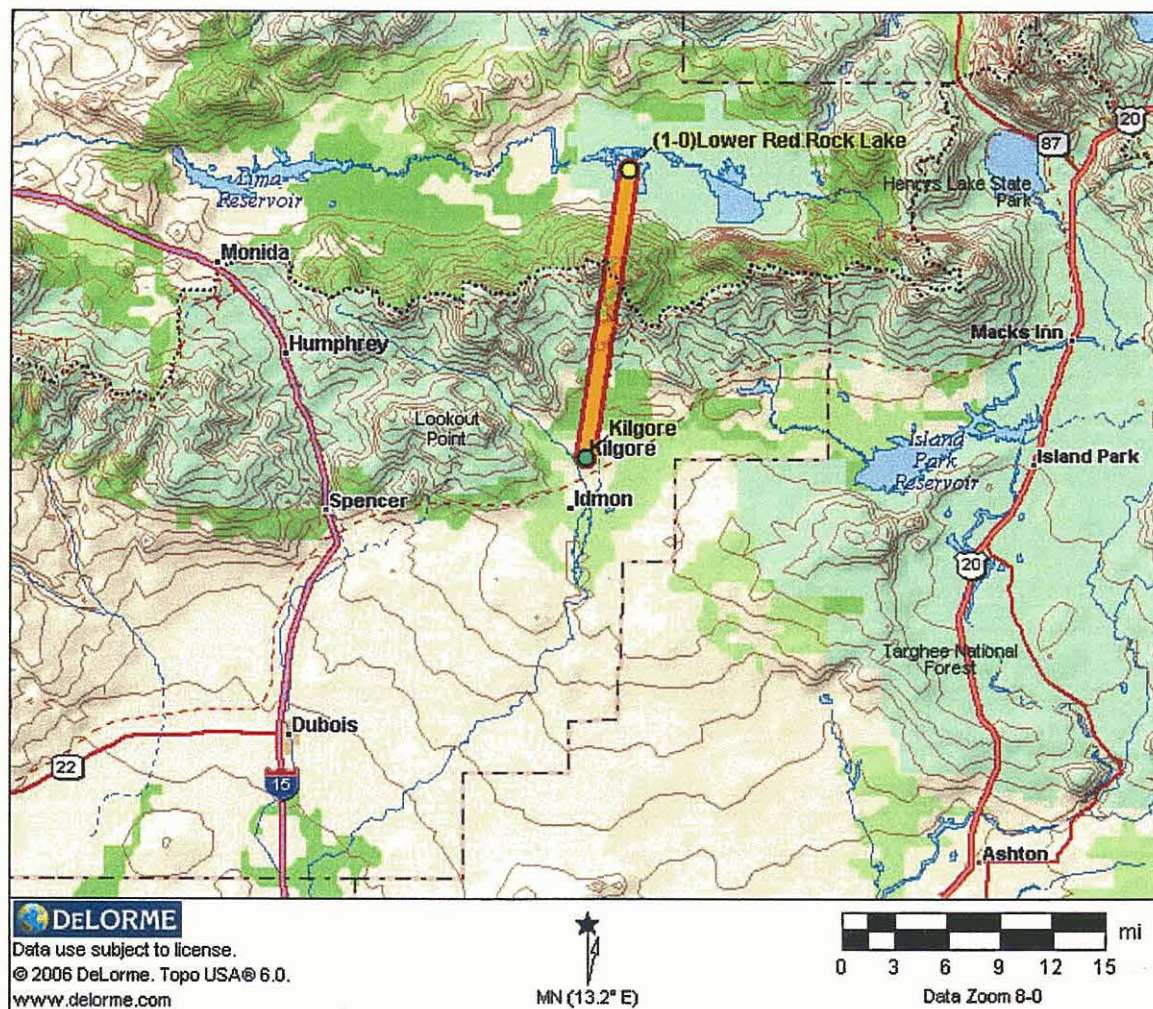 20
87
(1-0)Lower Red Rock Lake
Lima
Reservoir
Henrys Lake State
Park
Monida
Humphrey
Macks Inn
Lookout
Point
Kilgore
Kilgore
Island
Park
Reservoir
Island Park
Spencer
Idmon
20
Targhee National
Forest
Dubois
22
15
Ashton
DELORME
Data use subject to license.
© 2006 DeLorme. Topo USA® 6.0.
www.delorme.com
MN (13.2° E)
mi
0 3 6 9 12 15
Data Zoom 8-0